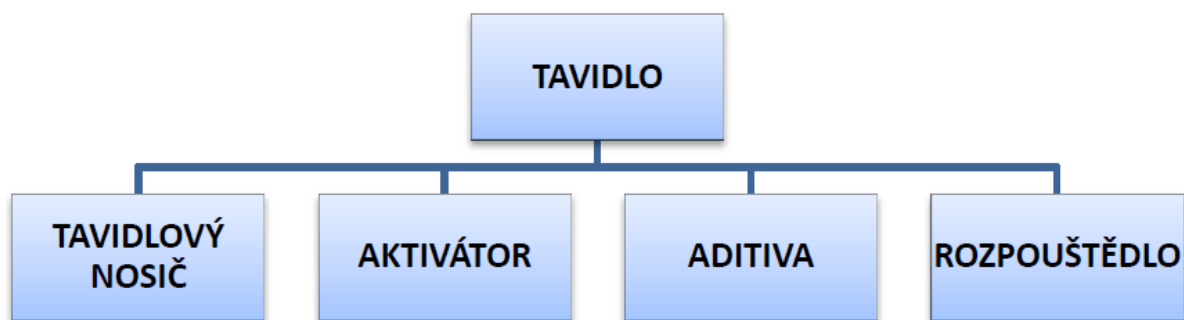 TAVIDLO
TAVIDLOVÝ
NOSIČ
AKTIVÁTOR
ADITIVA
ROZPOUŠTĚDLO